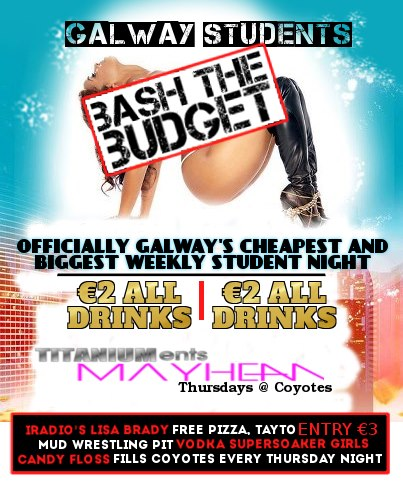 GALWAY STUDENTS
BASH THE
BUDGET
OFFICIALLY GALWAY'S CHEAPEST AND
BIGGEST WEEKLY STUDENT NIGHT
€2 ALL DRINKS | €2 ALL DRINKS
TITANIUM ents
MAYHEM
Thursdays @ Coyotes
IRADIO'S LISA BRADY FREE PIZZA, TAYTO ENTRY €3
MUD WRESTLING PIT VODKA SUPERSOAKER GIRLS
CANDY FLOSS FILLS COYOTES EVERY THURSDAY NIGHT